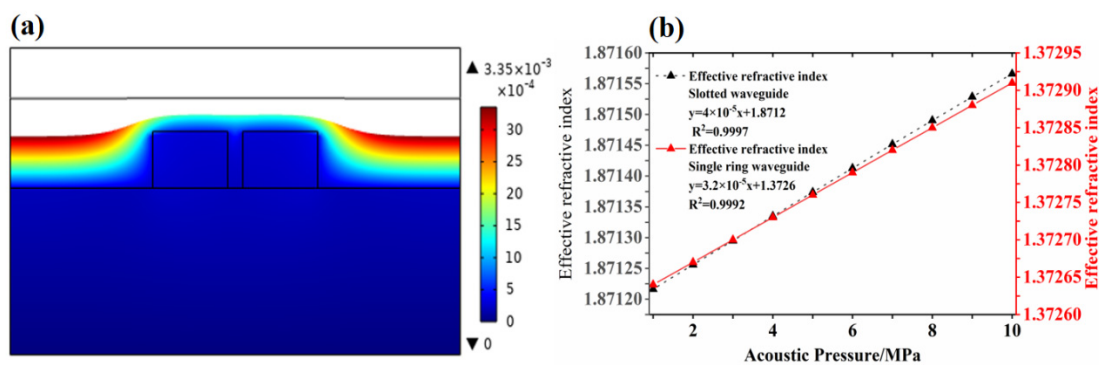 (a)
3.35×10⁻³
×10⁻⁴
30
25
20
15
10
5
0
0
(b)
Effective refractive index
1.87160
1.87155
1.87150
1.87145
1.87140
1.87135
1.87130
1.87125
1.87120
Effective refractive index
Slotted waveguide
y=4×10⁻⁵x+1.8712
R²=0.9997
Effective refractive index
Single ring waveguide
y=3.2×10⁻⁵x+1.3726
R²=0.9992
2 4 6 8 10
Acoustic Pressure/MPa
1.37295
1.37290
1.37285
1.37280
1.37275
1.37270
1.37265
1.37260
Effective refractive index